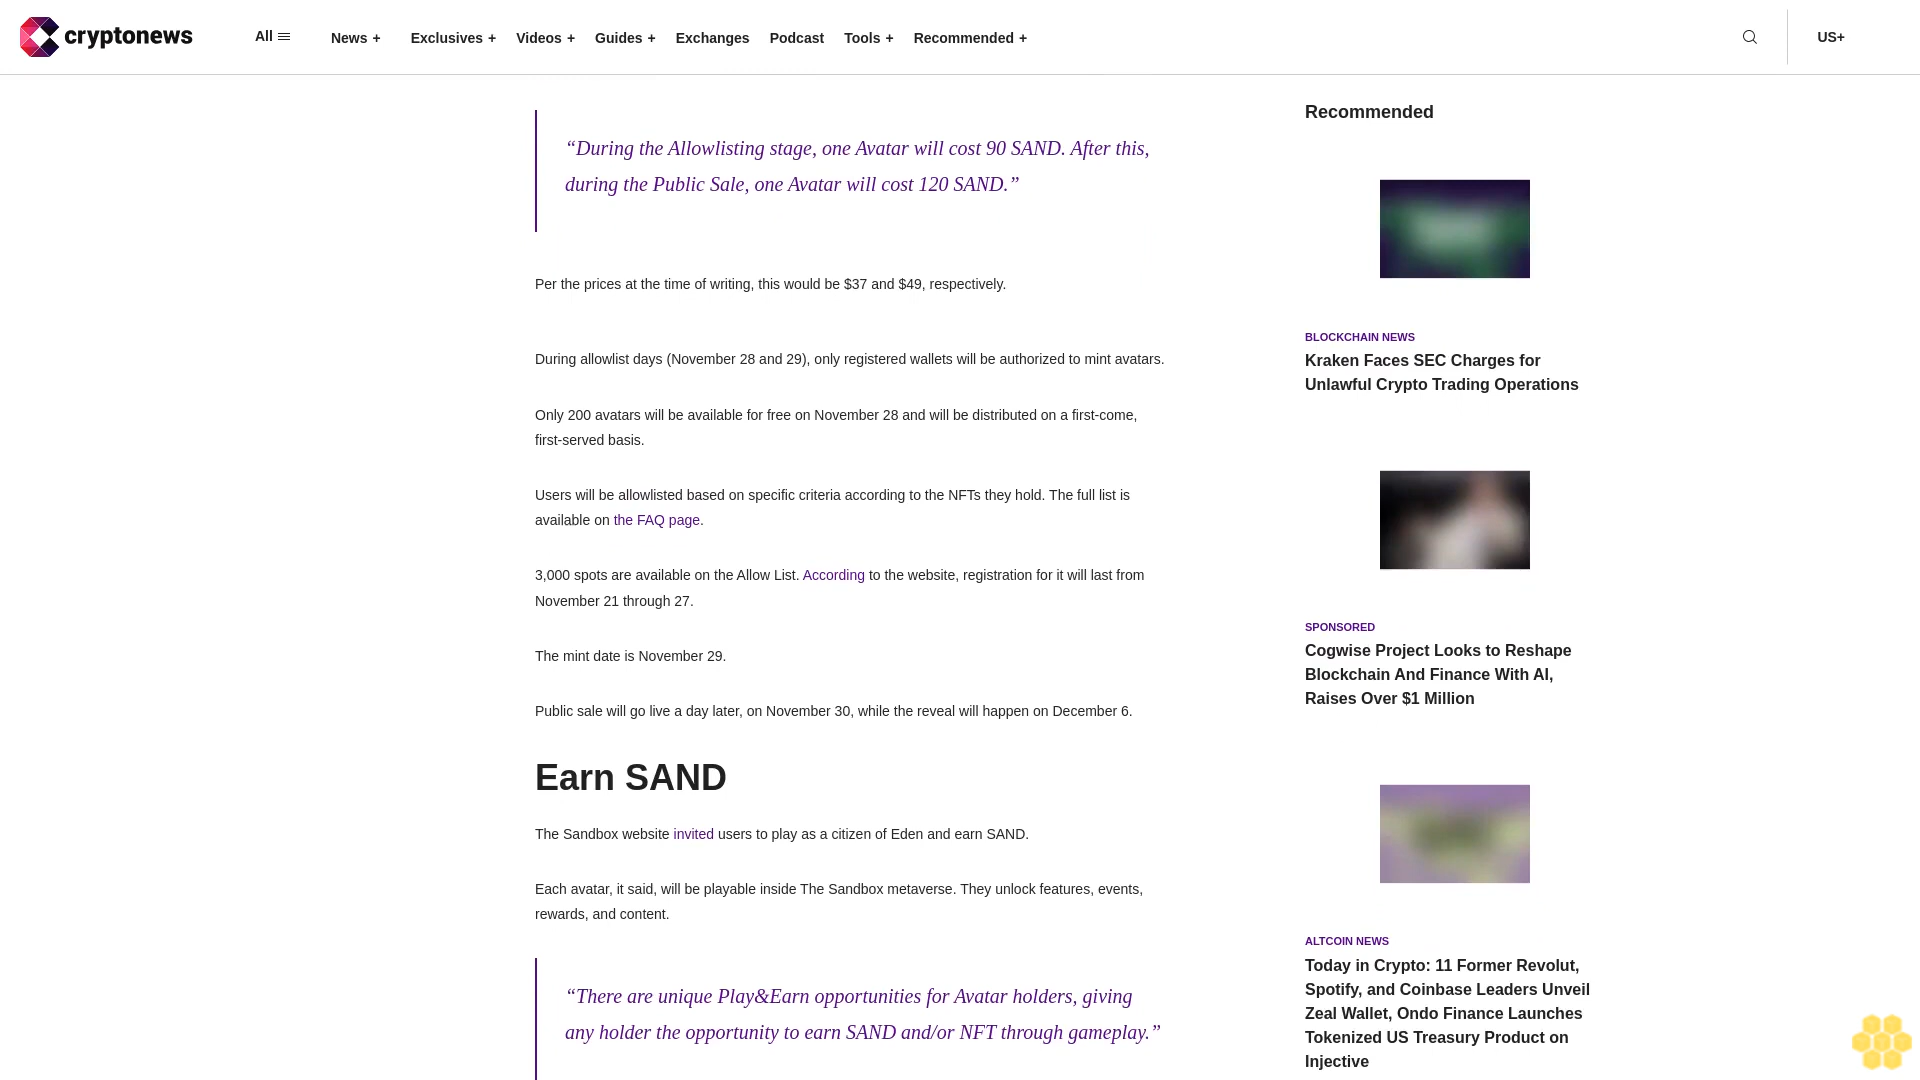 cryptonews
All
News +
Exclusives +
Videos +
Guides +
Exchanges
Podcast
Tools +
Recommended +
US+
“During the Allowlisting stage, one Avatar will cost 90 SAND. After this,
during the Public Sale, one Avatar will cost 120 SAND.”
Per the prices at the time of writing, this would be $37 and $49, respectively.
During allowlist days (November 28 and 29), only registered wallets will be authorized to mint avatars.
Only 200 avatars will be available for free on November 28 and will be distributed on a first-come,
first-served basis.
Users will be allowlisted based on specific criteria according to the NFTs they hold. The full list is
available on the FAQ page.
3,000 spots are available on the Allow List. According to the website, registration for it will last from
November 21 through 27.
The mint date is November 29.
Public sale will go live a day later, on November 30, while the reveal will happen on December 6.
Earn SAND
The Sandbox website invited users to play as a citizen of Eden and earn SAND.
Each avatar, it said, will be playable inside The Sandbox metaverse. They unlock features, events,
rewards, and content.
“There are unique Play&Earn opportunities for Avatar holders, giving
any holder the opportunity to earn SAND and/or NFT through gameplay.”
Recommended
BLOCKCHAIN NEWS
Kraken Faces SEC Charges for
Unlawful Crypto Trading Operations
SPONSORED
Cogwise Project Looks to Reshape
Blockchain And Finance With AI,
Raises Over $1 Million
ALTCOIN NEWS
Today in Crypto: 11 Former Revolut,
Spotify, and Coinbase Leaders Unveil
Zeal Wallet, Ondo Finance Launches
Tokenized US Treasury Product on
Injective